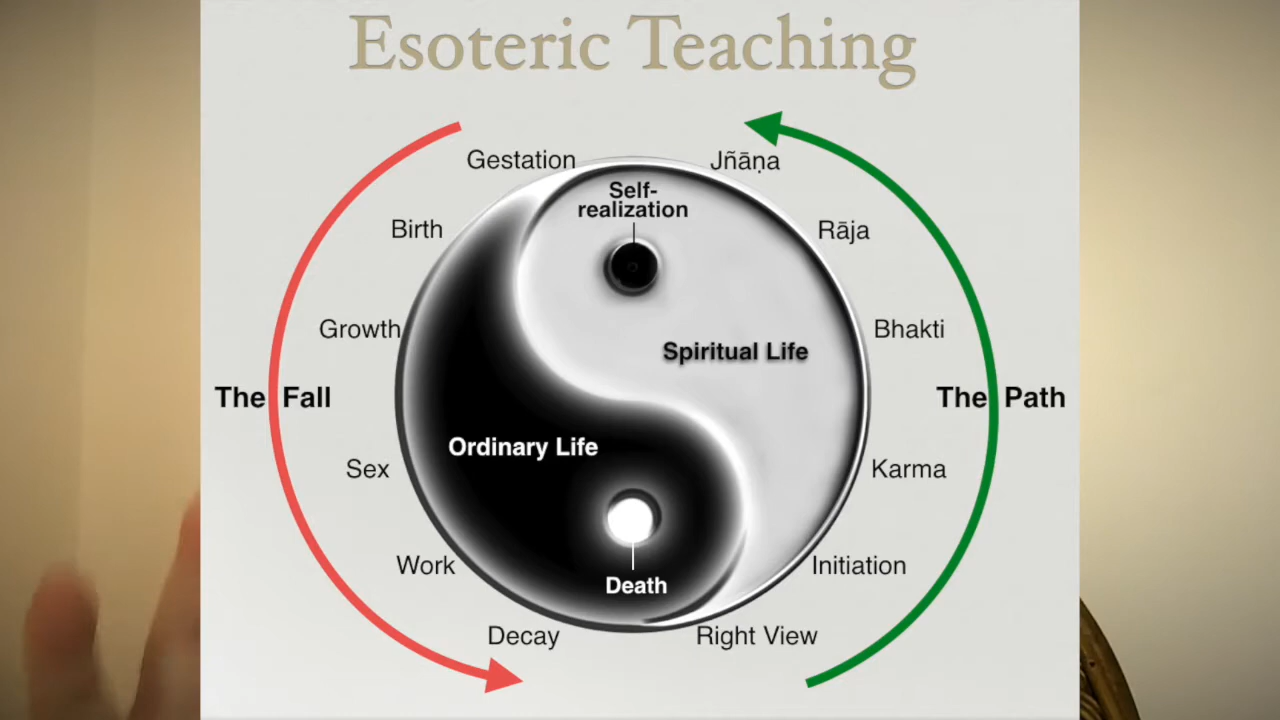 Esoteric Teaching
Gestation
Jñāṇa
Self-
realization
Birth
Rāja
Growth
Bhakti
Spiritual Life
The Fall
The Path
Ordinary Life
Sex
Karma
Work
Initiation
Death
Decay
Right View